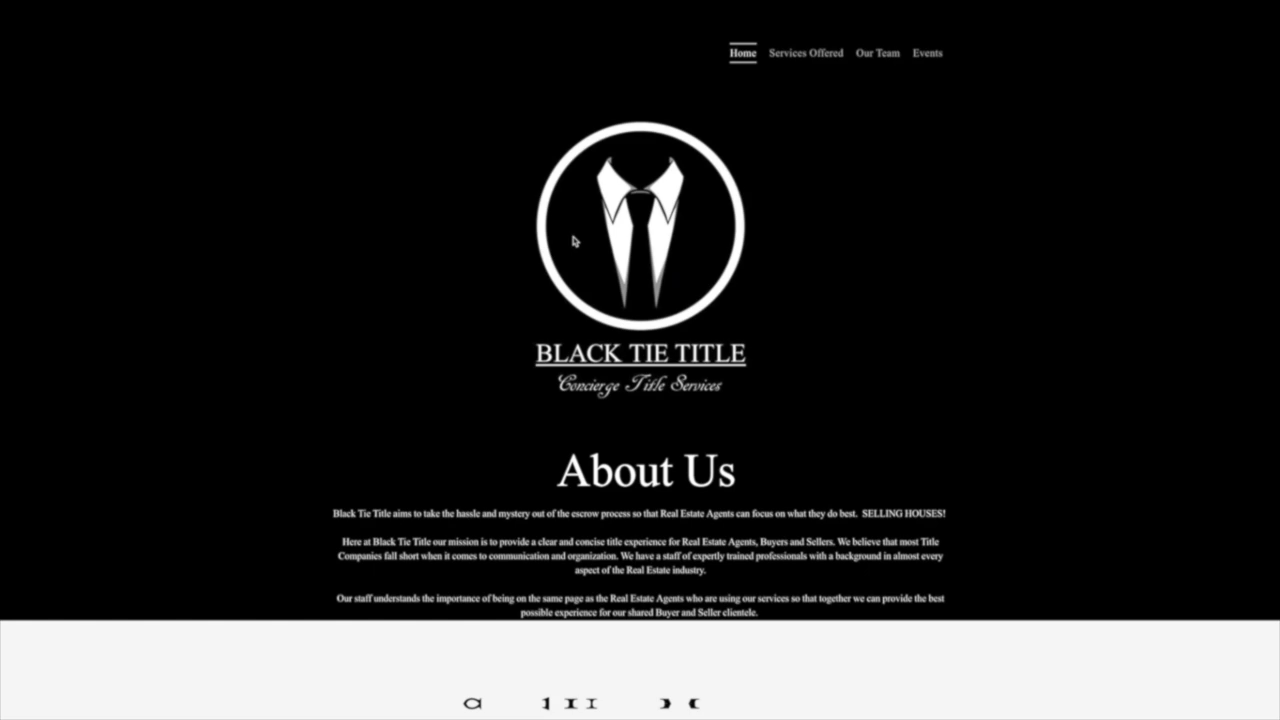 Home Services Offered Our Team Events
BLACK TIE TITLE
Concierge Title Services
About Us
Black Tie Title aims to take the hassle and mystery out of the escrow process so that Real Estate Agents can focus on what they do best. SELLING HOUSES!
Here at Black Tie Title our mission is to provide a clear and concise title experience for Real Estate Agents, Buyers and Sellers. We believe that most Title
Companies fall short when it comes to communication and organization. We have a staff of expertly trained professionals with a background in almost every
aspect of the Real Estate industry.
Our staff understands the importance of being on the same page as the Real Estate Agents who are using our services so that together we can provide the best
possible experience for our shared Buyer and Seller clientele.